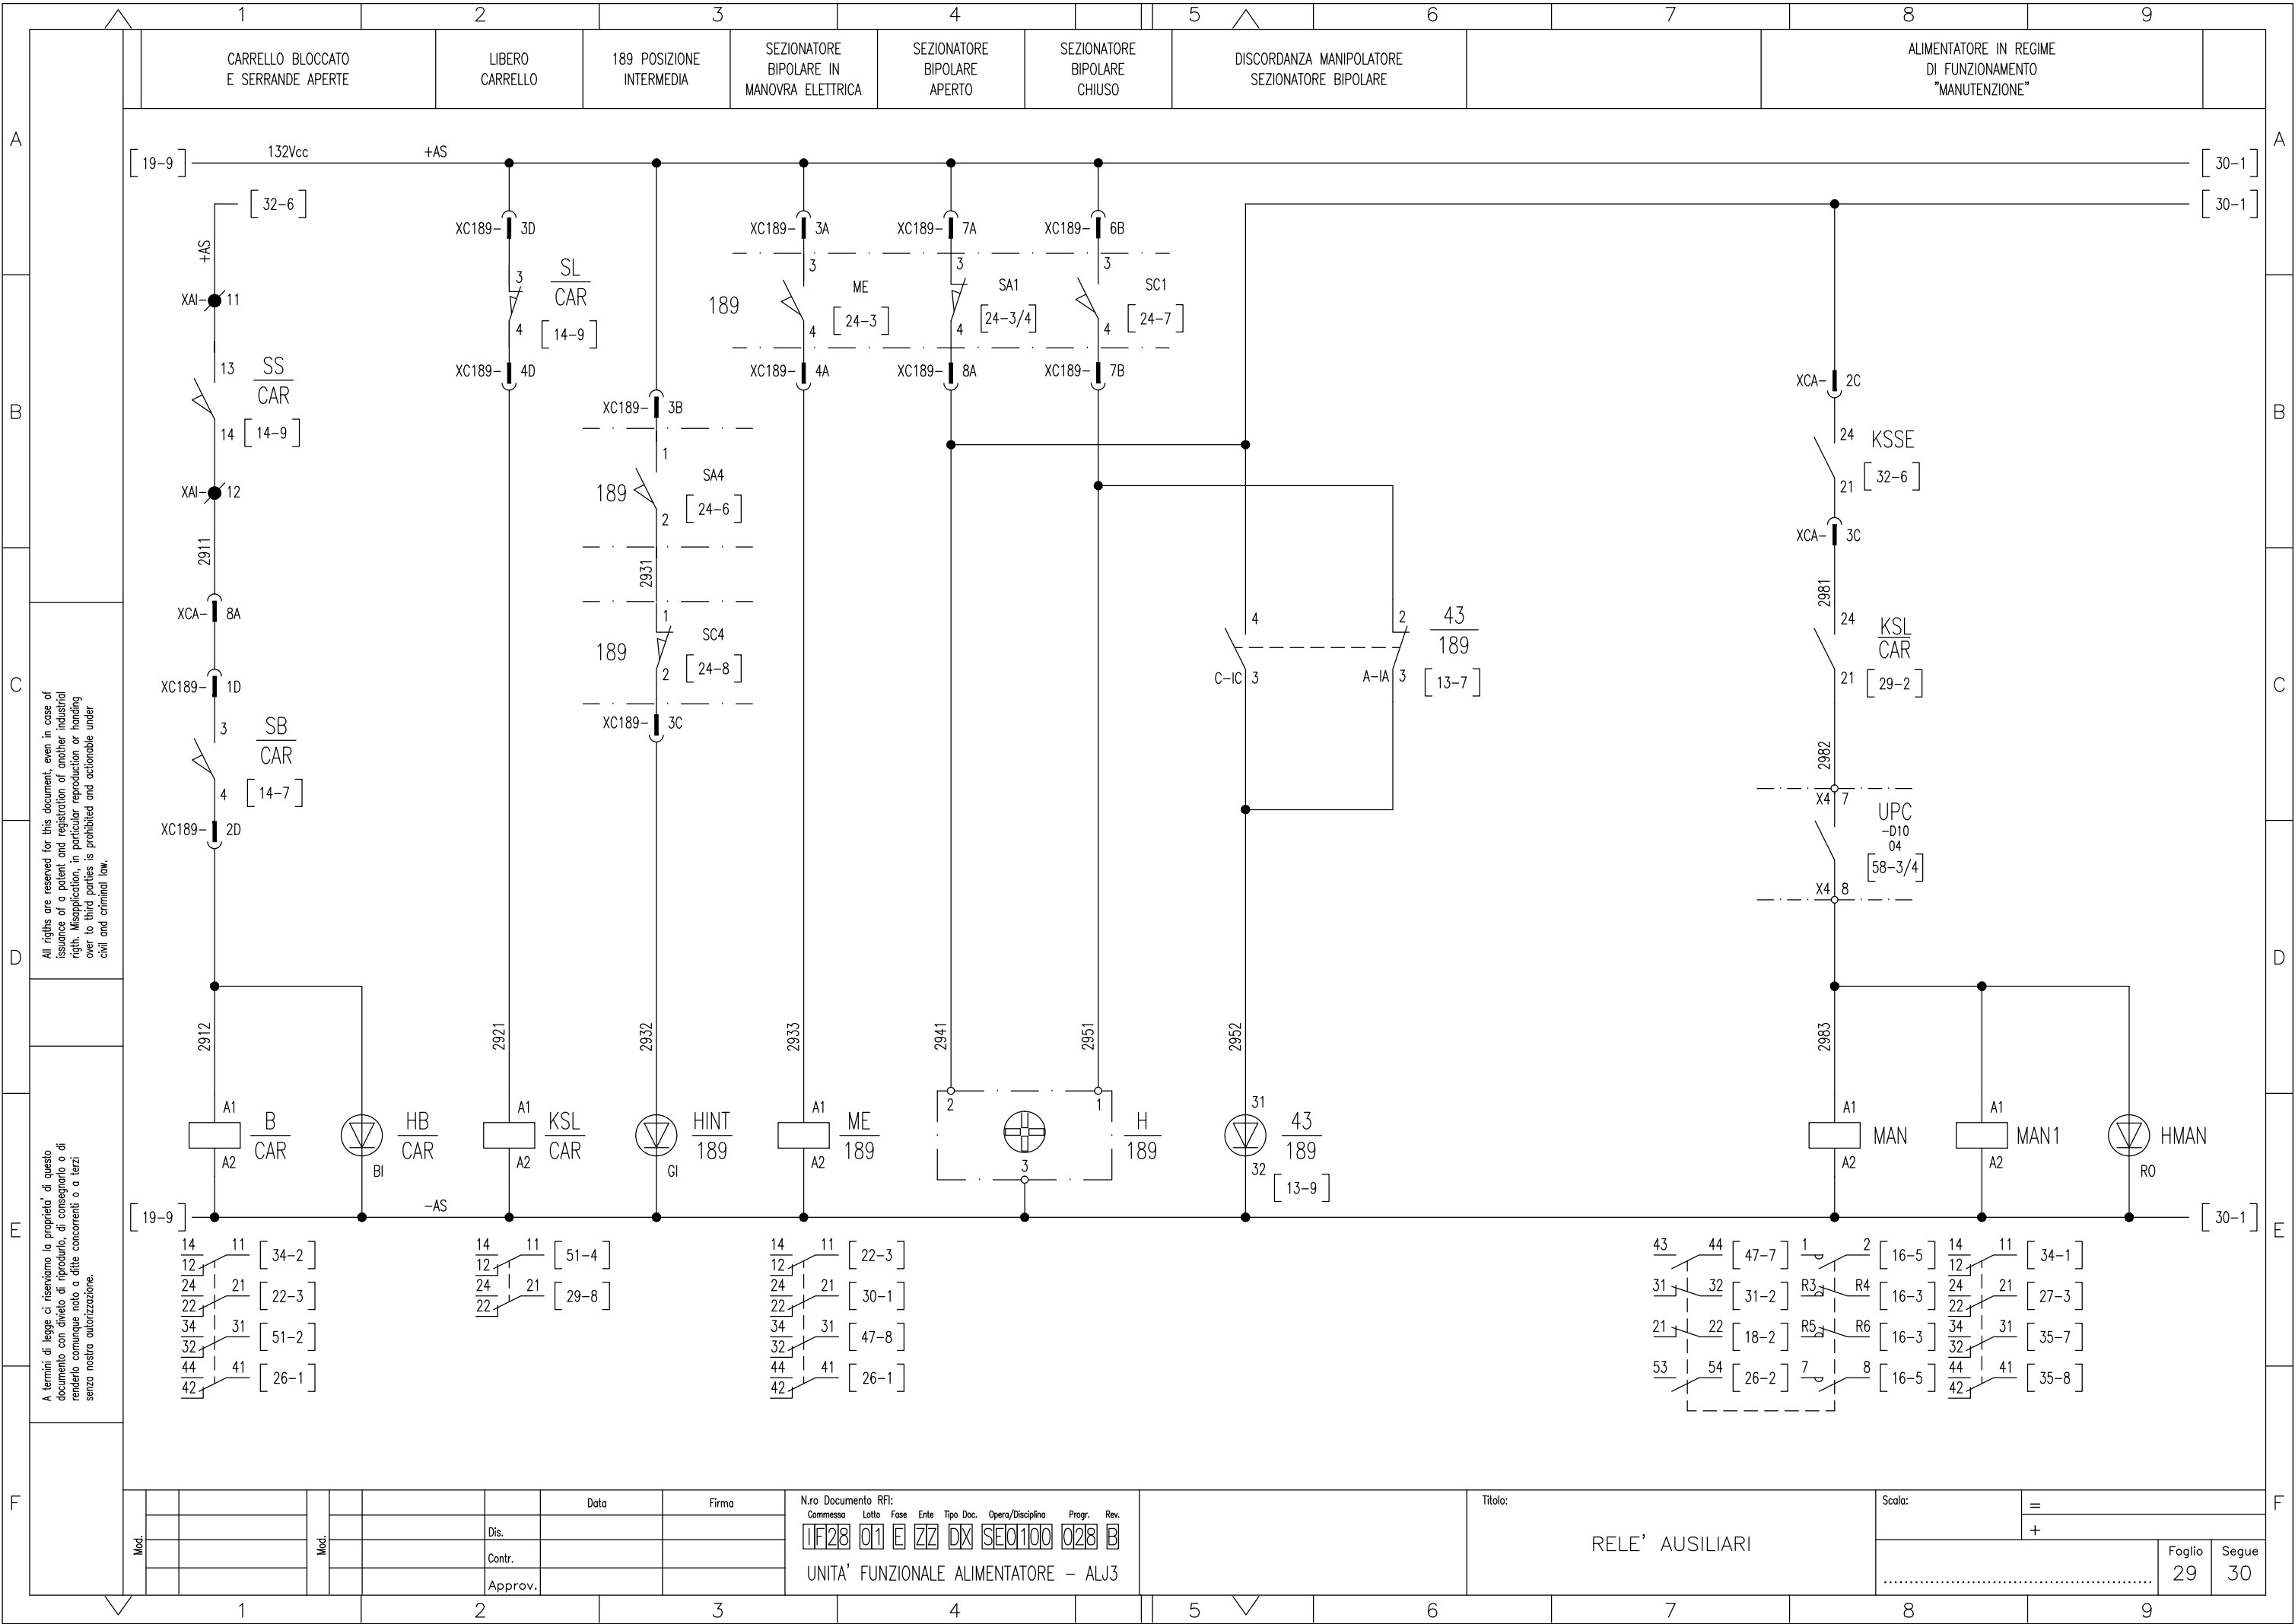 1 2 3 4 5 6 7 8 9
CARRELLO BLOCCATO
E SERRANDE APERTE
LIBERO
CARRELLO
189 POSIZIONE
INTERMEDIA
SEZIONATORE
BIPOLARE IN
MANOVRA ELETTRICA
SEZIONATORE
BIPOLARE
APERTO
SEZIONATORE
BIPOLARE
CHIUSO
DISCORDANZA MANIPOLATORE
SEZIONATORE BIPOLARE
ALIMENTATORE IN REGIME
DI FUNZIONAMENTO
"MANUTENZIONE"
A A
[ 19-9 ] 132Vcc +AS [ 30-1 ]
[ 32-6 ] [ 30-1 ]
+AS
XAI- 11
13 SS
CAR
14 [ 14-9 ]
XAI- 12
2911
XCA- 8A
XC189- 1D
3 SB
CAR
4 [ 14-7 ]
XC189- 2D
2912
A1
B
CAR
A2
HB
CAR
BI
XC189- 3D
3 SL
CAR
4 [ 14-9 ]
XC189- 4D
2921
A1
KSL
CAR
A2
XC189- 3B
1
189 SA4
2 [ 24-6 ]
2931
1
189 SC4
2 [ 24-8 ]
XC189- 3C
2932
HINT
189
GI
XC189- 3A
3
189 ME
4 [ 24-3 ]
XC189- 4A
2933
A1
ME
189
A2
XC189- 7A
3
SA1
4 [24-3/4]
XC189- 8A
2941
XC189- 6B
3
SC1
4 [ 24-7 ]
XC189- 7B
2951
2 1
H
189
3
4 2 43
189
C-IC 3 A-IA 3 [ 13-7 ]
2952
31
43
189
32
[ 13-9 ]
XCA- 2C
24 KSSE
21 [ 32-6 ]
XCA- 3C
2981
24 KSL
CAR
21 [ 29-2 ]
2982
X4 7
UPC
-D10
04
[58-3/4]
X4 8
2983
A1
MAN
A2
A1
MAN1
A2
HMAN
RO
B B
C C
D D
E E
F F
[ 19-9 ] -AS [ 30-1 ]
14 12 11 [ 34-2 ]
24 22 21 [ 22-3 ]
34 32 31 [ 51-2 ]
44 42 41 [ 26-1 ]
14 12 11 [ 51-4 ]
24 22 21 [ 29-8 ]
14 12 11 [ 22-3 ]
24 22 21 [ 30-1 ]
34 32 31 [ 47-8 ]
44 42 41 [ 26-1 ]
43 44 [ 47-7 ]
31 32 [ 31-2 ]
21 22 [ 18-2 ]
53 54 [ 26-2 ]
1 2 [ 16-5 ]
R3 R4 [ 16-3 ]
R5 R6 [ 16-3 ]
7 8 [ 16-5 ]
14 12 11 [ 34-1 ]
24 22 21 [ 27-3 ]
34 32 31 [ 35-7 ]
44 42 41 [ 35-8 ]
All rigths are reserved for this document, even in case of
issuance of a patent and registration of another industrial
rigth. Misapplication, in particular reproduction or handing
over to third parties is prohibited and actionable under
civil and criminal law.
A termini di legge ci riserviamo la proprieta' di questo
documento con divieto di riprodurlo, di consegnarlo o di
renderlo comunque noto a ditte concorrenti o a terzi
senza nostra autorizzazione.
Mod. Mod.
Data Firma
Dis.
Contr.
Approv.
N.ro Documento RFI:
Commessa Lotto Fase Ente Tipo Doc. Opera/Disciplina Progr. Rev.
IF28 01 E ZZ DX SE0100 028 B
UNITA' FUNZIONALE ALIMENTATORE - ALJ3
Titolo:
RELE' AUSILIARI
Scala:
=
+
Foglio Segue
29 30
1 2 3 4 5 6 7 8 9